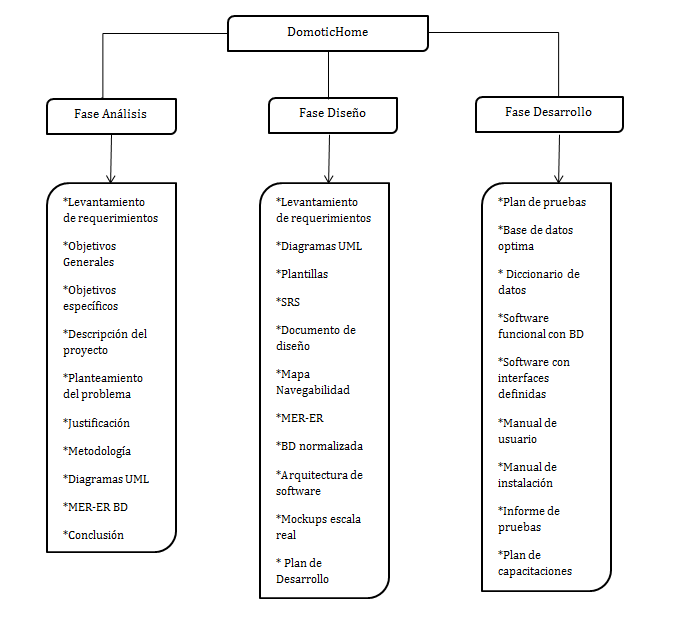 DomoticHome
Fase Análisis
*Levantamiento
de requerimientos
*Objetivos
Generales
*Objetivos
específicos
*Descripción del
proyecto
*Planteamiento
del problema
*Justificación
*Metodología
*Diagramas UML
*MER-ER BD
*Conclusión
Fase Diseño
*Levantamiento
de requerimientos
*Diagramas UML
*Plantillas
*SRS
*Documento de
diseño
*Mapa
Navegabilidad
*MER-ER
*BD normalizada
*Arquitectura de
software
*Mockups escala
real
* Plan de
Desarrollo
Fase Desarrollo
*Plan de pruebas
*Base de datos
optima
* Diccionario de
datos
*Software
funcional con BD
*Software con
interfaces
definidas
*Manual de
usuario
*Manual de
instalación
*Informe de
pruebas
*Plan de
capacitaciones